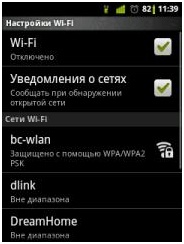 82 11:39
Настройки Wi-Fi
Wi-Fi
Отключено
Уведомления о сетях
Сообщать при обнаружении
открытой сети
Сети Wi-Fi
bc-wlan
Защищено с помощью WPA/WPA2
PSK
dlink
Вне диапазона
DreamHome
Вне диапазона